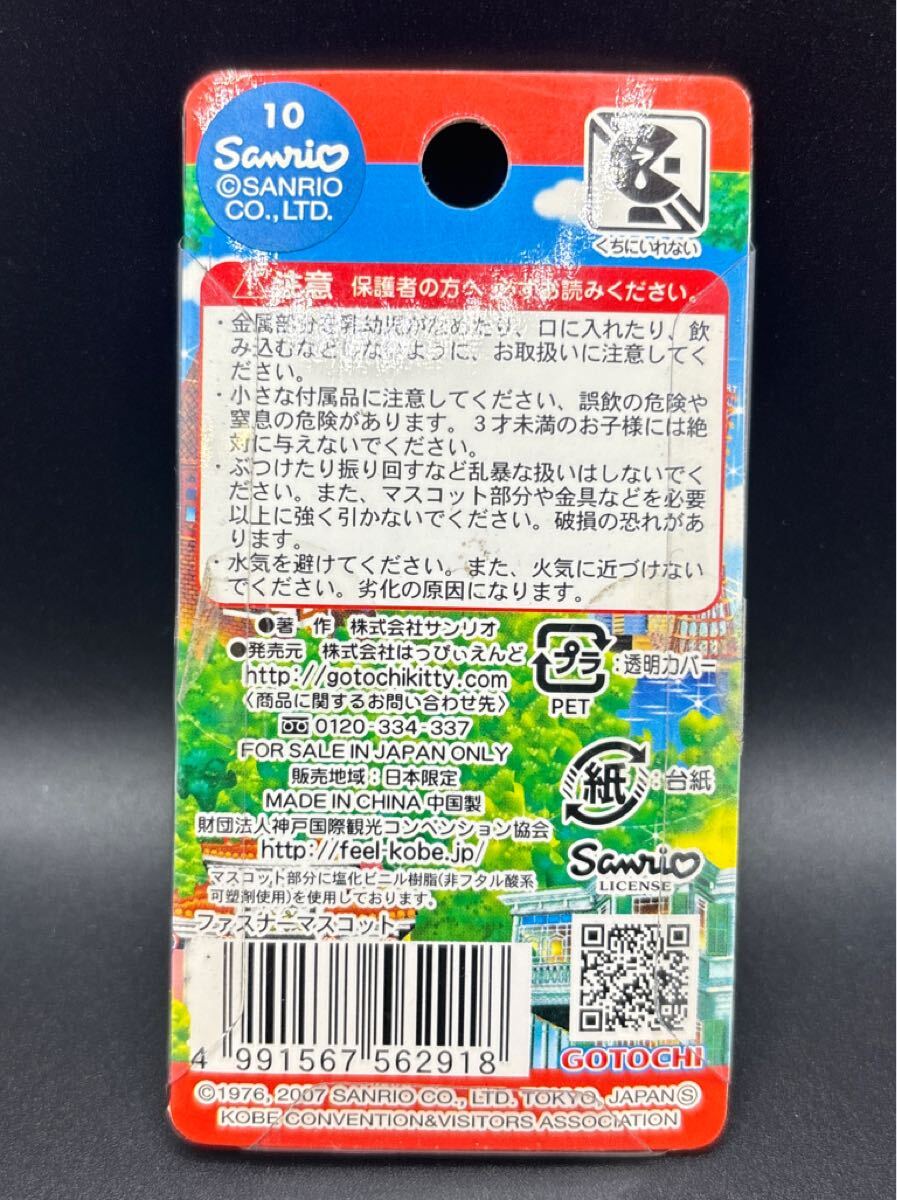 10
Sanrio
©SANRIO
CO.,LTD.
くちにいれない
注意 保護者の方へ 必ずお読みください。
・金属部分を乳幼児がなめたり、口に入れたり、飲
み込むなどしないように、お取扱いに注意してく
ださい。
・小さな付属品に注意してください、誤飲の危険や
窒息の危険があります。3才未満のお子様には絶
対に与えないでください。
・ぶつけたり振り回すなど乱暴な扱いはしないでく
ださい。また、マスコット部分や金具などを必要
以上に強く引かないでください。破損の恐れがあ
ります。
・水気を避けてください。また、火気に近づけない
でください。劣化の原因になります。
●著 作 株式会社サンリオ
●発売元 株式会社はっぴぃえんど
http://gotochikitty.com
〈商品に関するお問い合わせ先〉
0120-334-337
FOR SALE IN JAPAN ONLY
販売地域:日本限定
MADE IN CHINA 中国製
財団法人神戸国際観光コンベンション協会
http://feel-kobe.jp/
マスコット部分に塩化ビニール樹脂(非フタル酸系
可塑剤使用)を使用しております。
ファスナーマスコット
プラ:透明カバー
PET
紙:台紙
Sanrio
LICENSE
GOTOCHI
4 991567 562918
©1976, 2007 SANRIO CO., LTD. TOKYO, JAPAN Ⓢ
KOBE CONVENTION&VISITORS ASSOCIATION